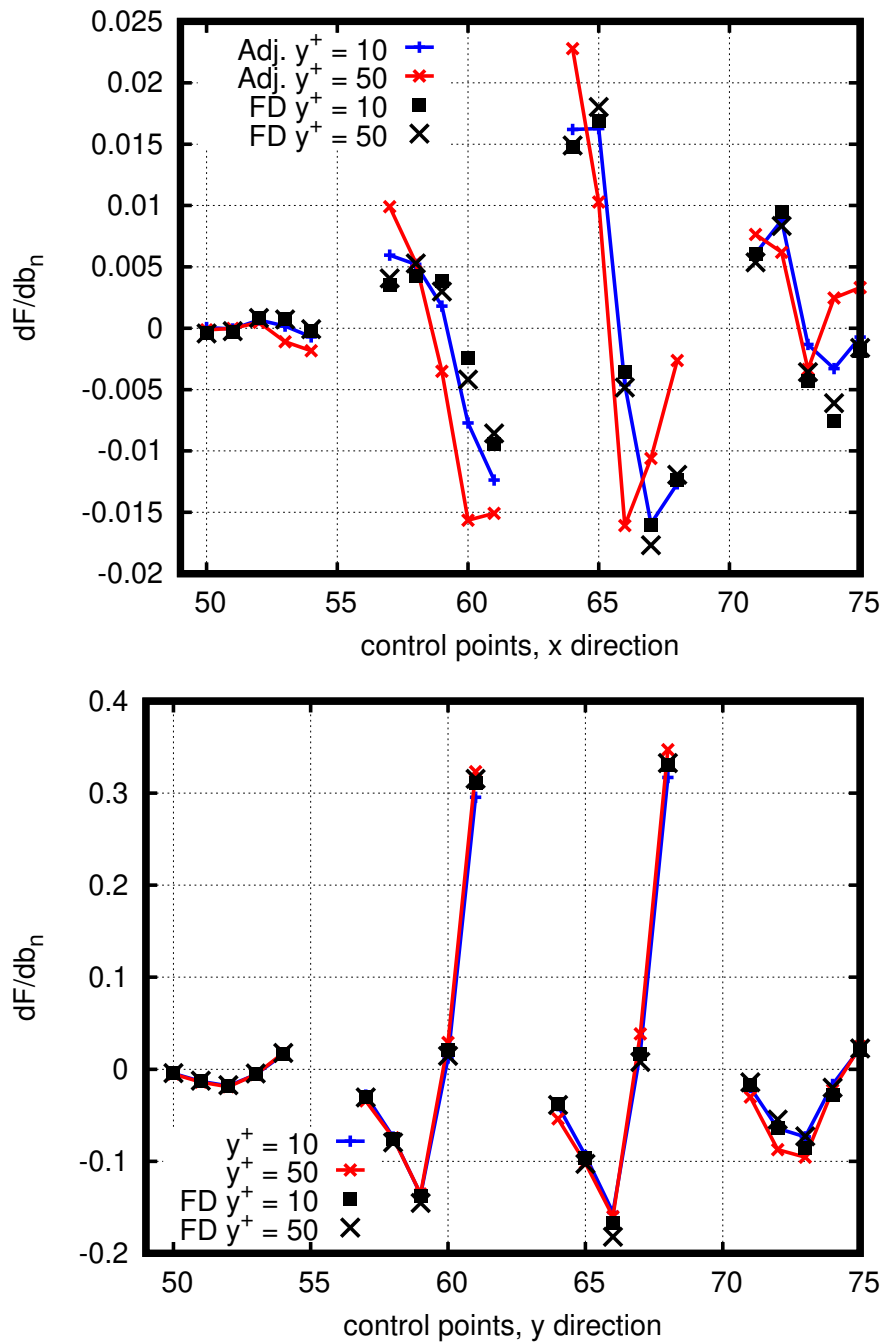 0.025
0.02
0.015
0.01
0.005
0
-0.005
-0.01
-0.015
-0.02
dF/db_n
Adj. y⁺ = 10
Adj. y⁺ = 50
FD y⁺ = 10
FD y⁺ = 50
50 55 60 65 70 75
control points, x direction
0.4
0.3
0.2
0.1
0
-0.1
-0.2
dF/db_n
y⁺ = 10
y⁺ = 50
FD y⁺ = 10
FD y⁺ = 50
50 55 60 65 70 75
control points, y direction